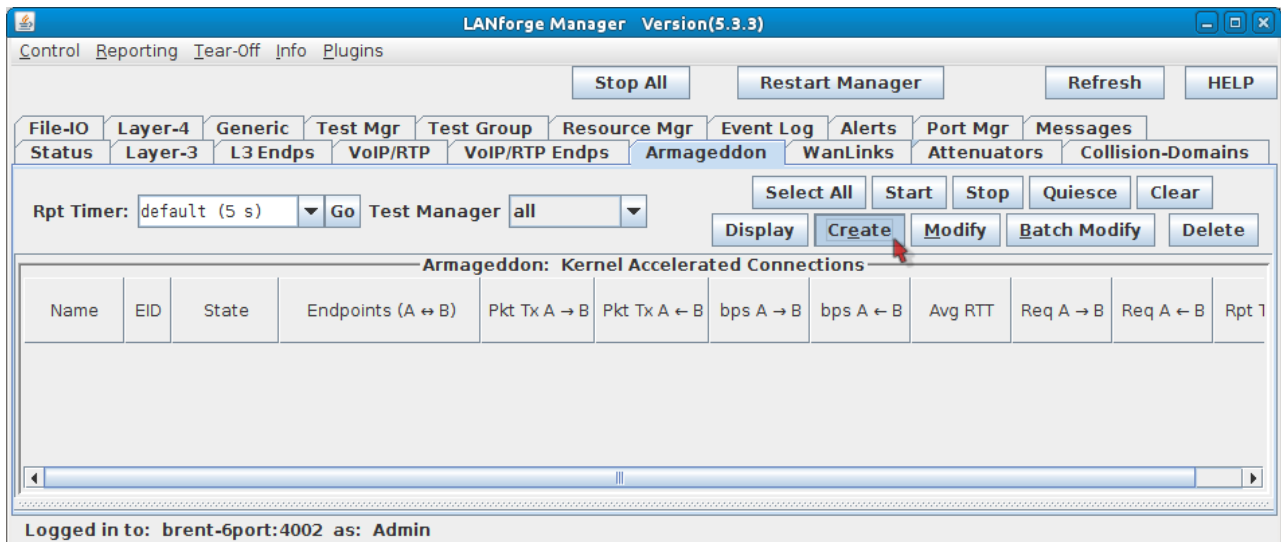 LANforge Manager Version(5.3.3)
Control Reporting Tear-Off Info Plugins
Stop All Restart Manager Refresh HELP
File-IO Layer-4 Generic Test Mgr Test Group Resource Mgr Event Log Alerts Port Mgr Messages
Status Layer-3 L3 Endps VoIP/RTP VoIP/RTP Endps Armageddon WanLinks Attenuators Collision-Domains
Rpt Timer: default (5 s) Go Test Manager all
Select All Start Stop Quiesce Clear
Display Create Modify Batch Modify Delete
Armageddon: Kernel Accelerated Connections
Name EID State Endpoints (A ↔ B) Pkt Tx A → B Pkt Tx A ← B bps A → B bps A ← B Avg RTT Req A → B Req A ← B Rpt
Logged in to: brent-6port:4002 as: Admin